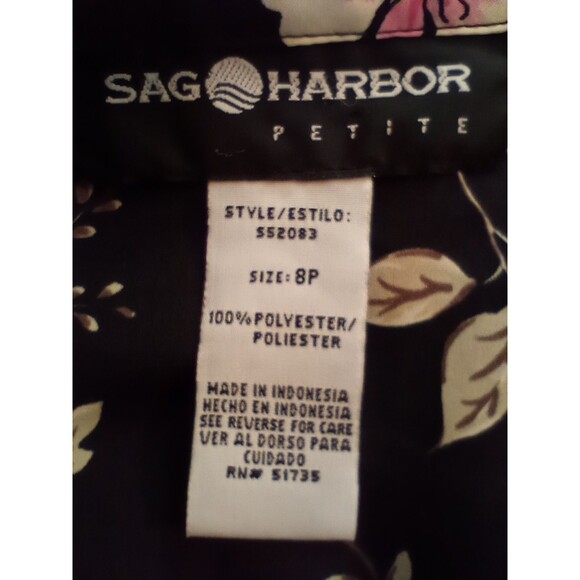 SAG HARBOR
PETITE
STYLE/ESTILO:
S52083
SIZE: 8P
100% POLYESTER/
POLIESTER
MADE IN INDONESIA
HECHO EN INDONESIA
SEE REVERSE FOR CARE
VER AL DORSO PARA
CUIDADO
RN# 51735